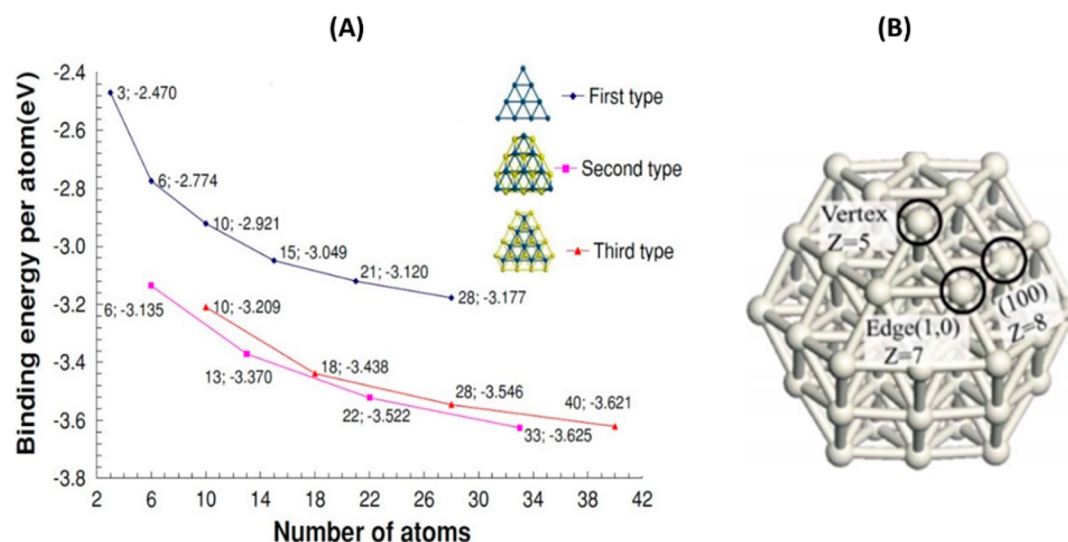 (A)
(B)
Binding energy per atom(eV)
-2.4
-2.6
-2.8
-3.0
-3.2
-3.4
-3.6
-3.8
3; -2.470
6; -2.774
10; -2.921
15; -3.049
21; -3.120
28; -3.177
6; -3.135
10; -3.209
13; -3.370
18; -3.438
22; -3.522
28; -3.546
33; -3.625
40; -3.621
First type
Second type
Third type
2 6 10 14 18 22 26 30 34 38 42
Number of atoms
Vertex
Z=5
(100)
Z=8
Edge(1,0)
Z=7